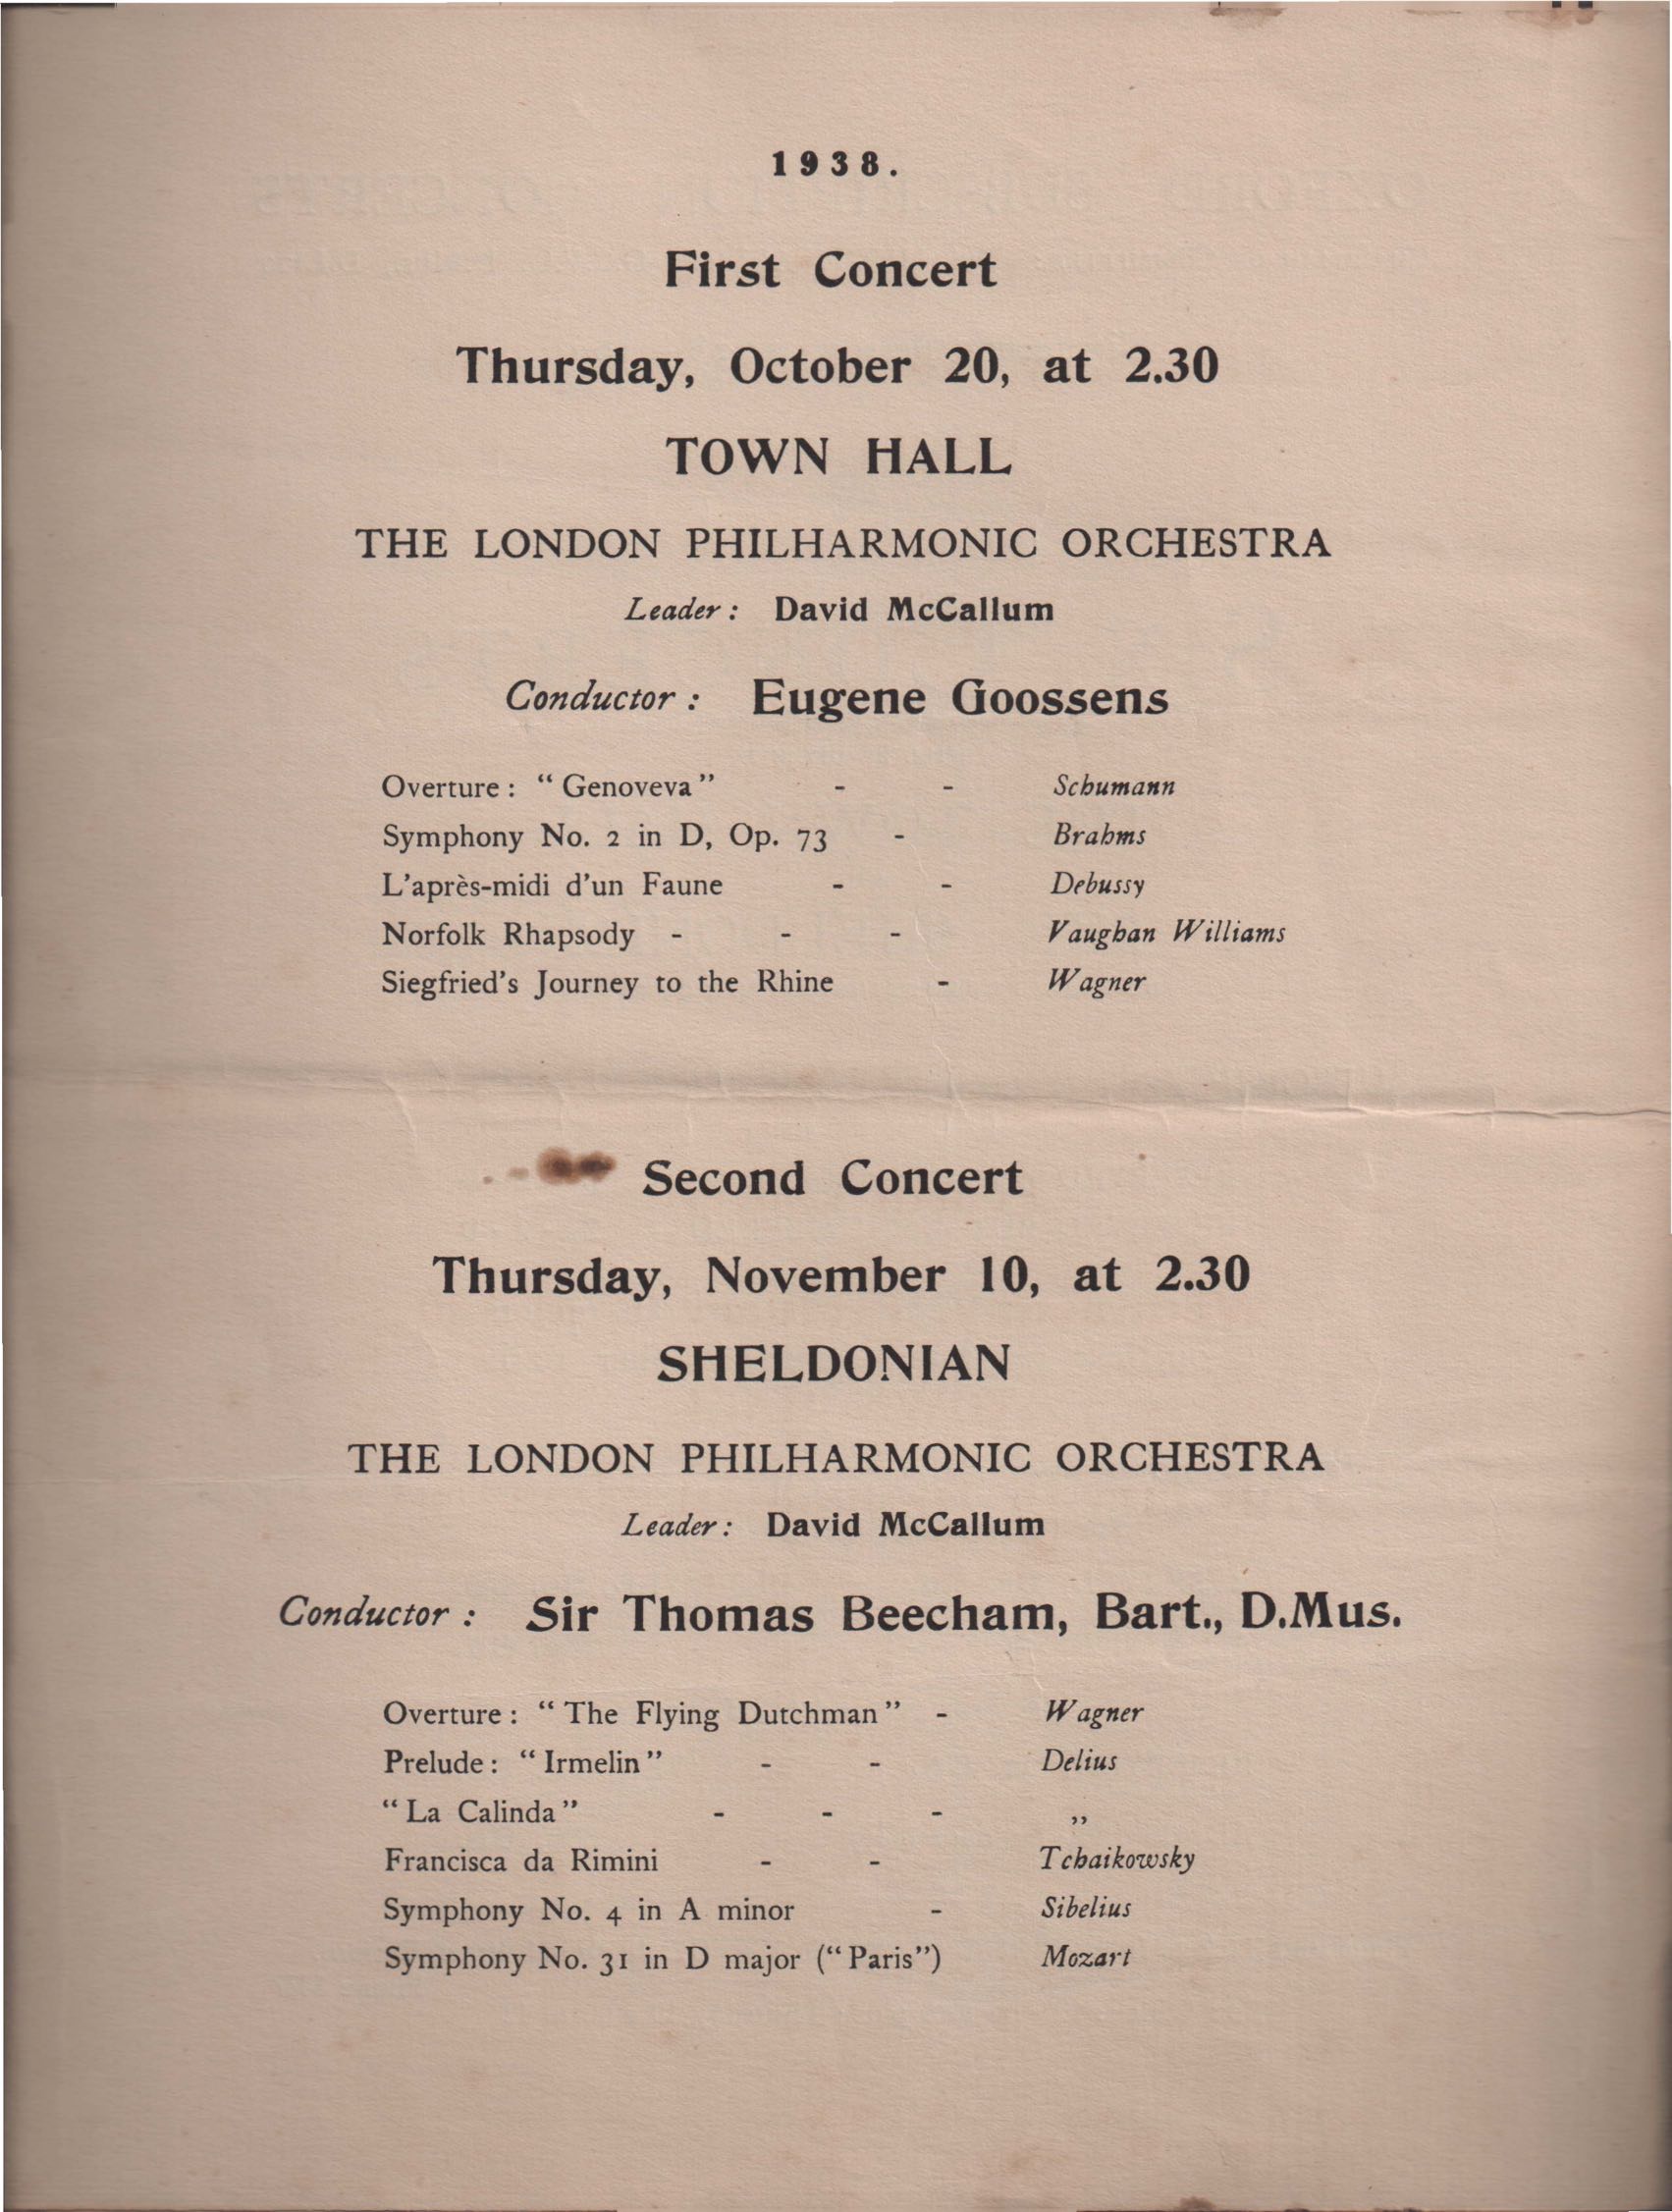 1938.
First Concert
Thursday, October 20, at 2.30
TOWN HALL
THE LONDON PHILHARMONIC ORCHESTRA
Leader: David McCallum
Conductor: Eugene Goossens
Overture: “Genoveva” - - Schumann
Symphony No. 2 in D, Op. 73 - Brahms
L’après-midi d’un Faune - - Debussy
Norfolk Rhapsody - - - Vaughan Williams
Siegfried’s Journey to the Rhine - Wagner
Second Concert
Thursday, November 10, at 2.30
SHELDONIAN
THE LONDON PHILHARMONIC ORCHESTRA
Leader: David McCallum
Conductor: Sir Thomas Beecham, Bart., D.Mus.
Overture: “The Flying Dutchman” - Wagner
Prelude: “Irmelin” - - Delius
“La Calinda” - - - ,,
Francisca da Rimini - - Tchaikowsky
Symphony No. 4 in A minor - Sibelius
Symphony No. 31 in D major (“Paris”) Mozart